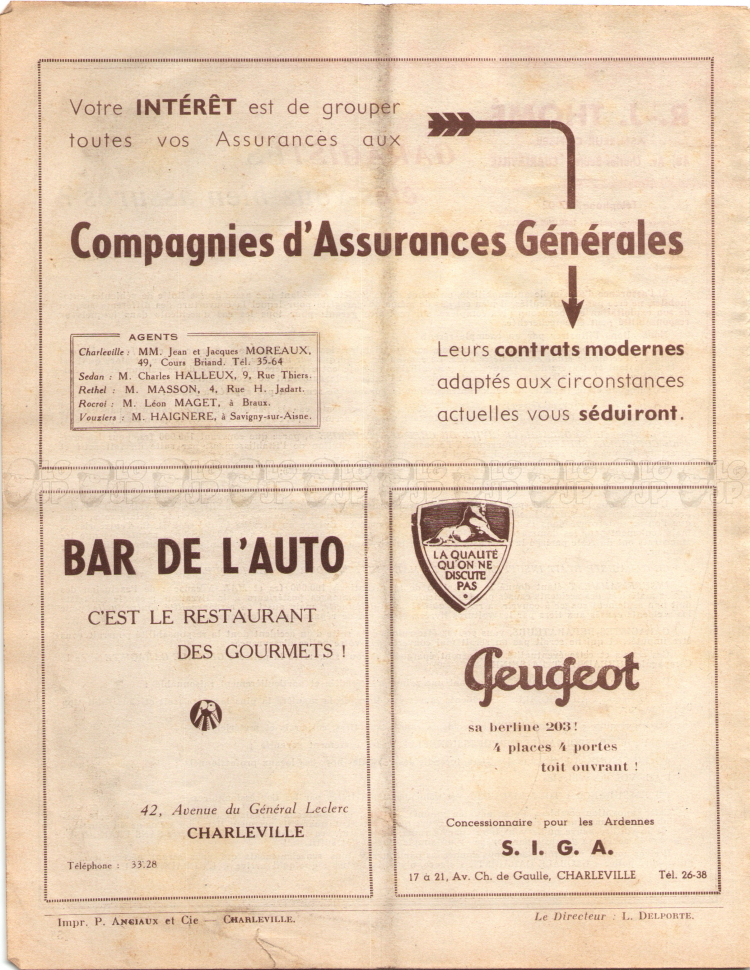 Votre INTÉRÊT est de grouper
toutes vos Assurances aux
Compagnies d'Assurances Générales
AGENTS
Charleville : MM. Jean et Jacques MOREAUX,
49, Cours Briand. Tél. 35-64
Sedan : M. Charles HALLEUX, 9, Rue Thiers.
Rethel : M. MASSON, 4, Rue H. Jadart.
Rocroi : M. Léon MAGET, à Braux.
Vouziers : M. HAIGNERE, à Savigny-sur-Aisne.
Leurs contrats modernes
adaptés aux circonstances
actuelles vous séduiront.
BAR DE L'AUTO
C'EST LE RESTAURANT
DES GOURMETS !
42, Avenue du Général Leclerc
CHARLEVILLE
Téléphone : 33.28
LA QUALITÉ
QU'ON NE
DISCUTE
PAS
Peugeot
sa berline 203!
4 places 4 portes
toit ouvrant !
Concessionnaire pour les Ardennes
S. I. G. A.
17 à 21, Av. Ch. de Gaulle, CHARLEVILLE Tél. 26-38
Impr. P. ANCIAUX et Cie — CHARLEVILLE.
Le Directeur : L. DELPORTE.